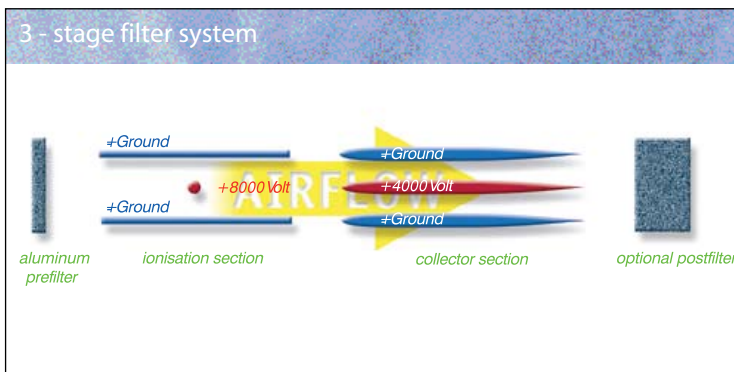 3 - stage filter system
+Ground
+Ground
+8000 Volt
+4000 Volt
+Ground
+Ground
AIRFLOW
aluminum
prefilter
ionisation section
collector section
optional postfilter